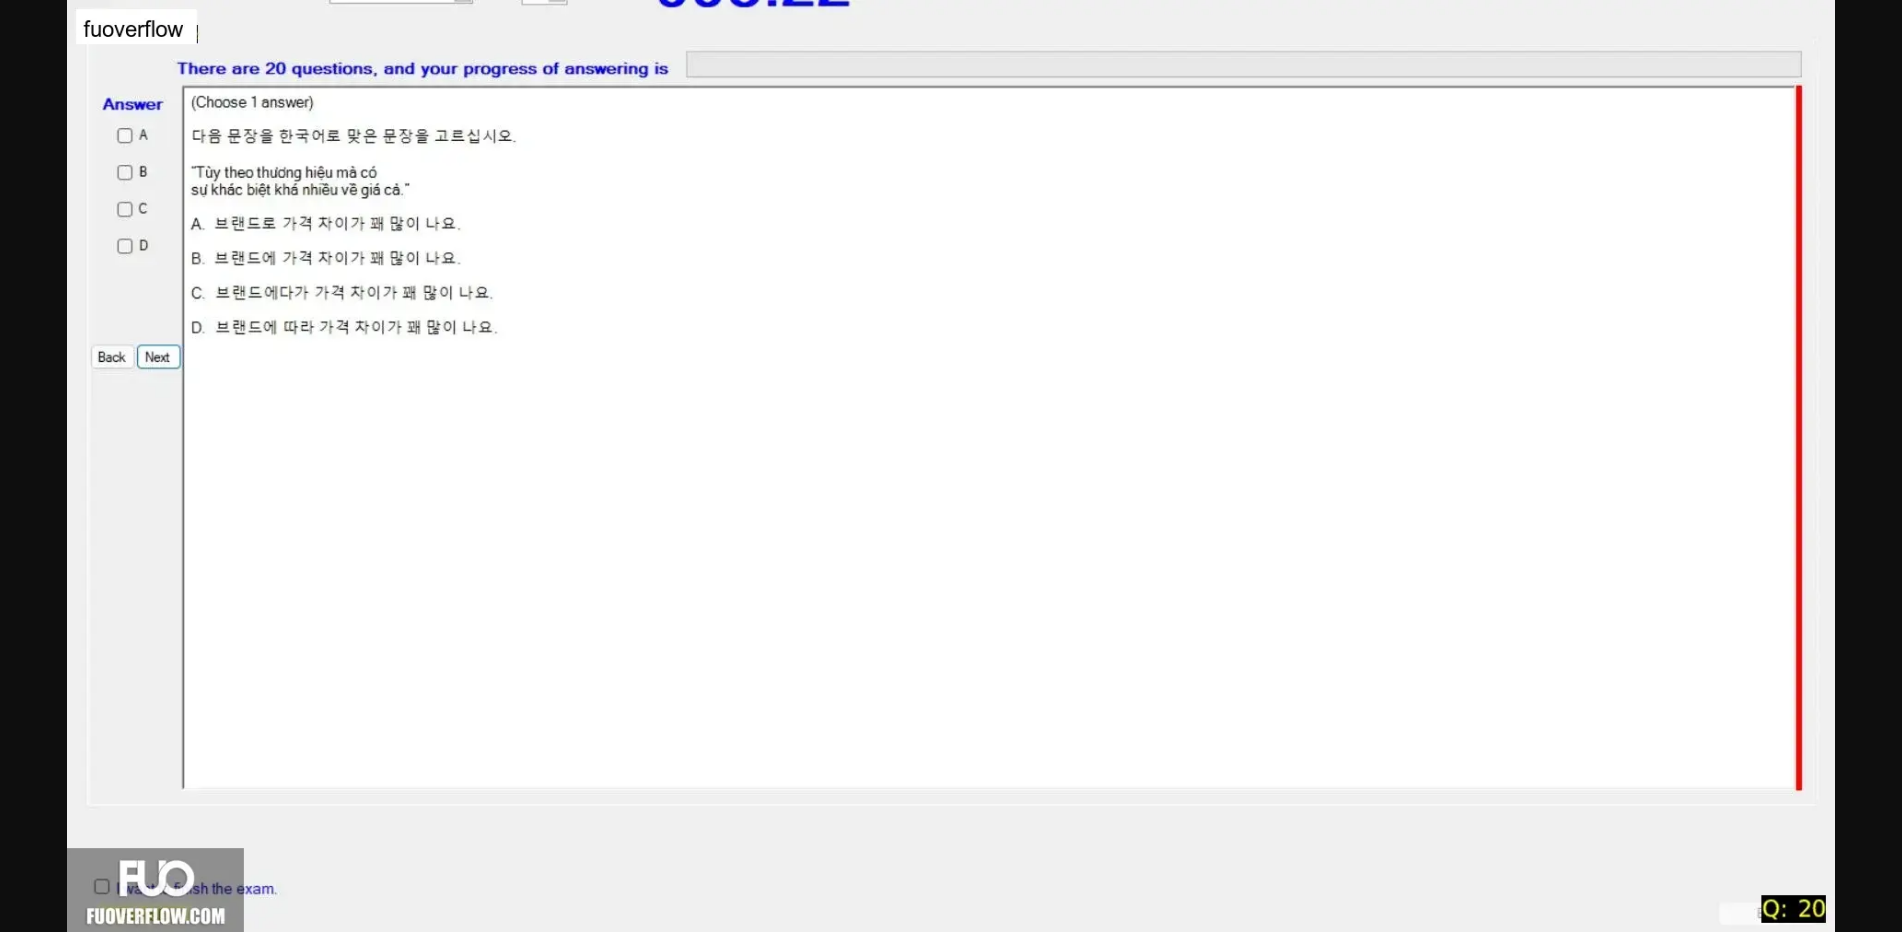 fuoverflow
There are 20 questions, and your progress of answering is
Answer
(Choose 1 answer)
A
다음 문장을 한국어로 맞은 문장을 고르십시오.
B
"Tùy theo thương hiệu mà có
sự khác biệt khá nhiều về giá cả."
C
A. 브랜드로 가격 차이가 꽤 많이 나요.
D
B. 브랜드에 가격 차이가 꽤 많이 나요.
C. 브랜드에다가 가격 차이가 꽤 많이 나요.
D. 브랜드에 따라 가격 차이가 꽤 많이 나요.
Back Next
FUO
finish the exam.
FUOVERFLOW.COM
Q: 20